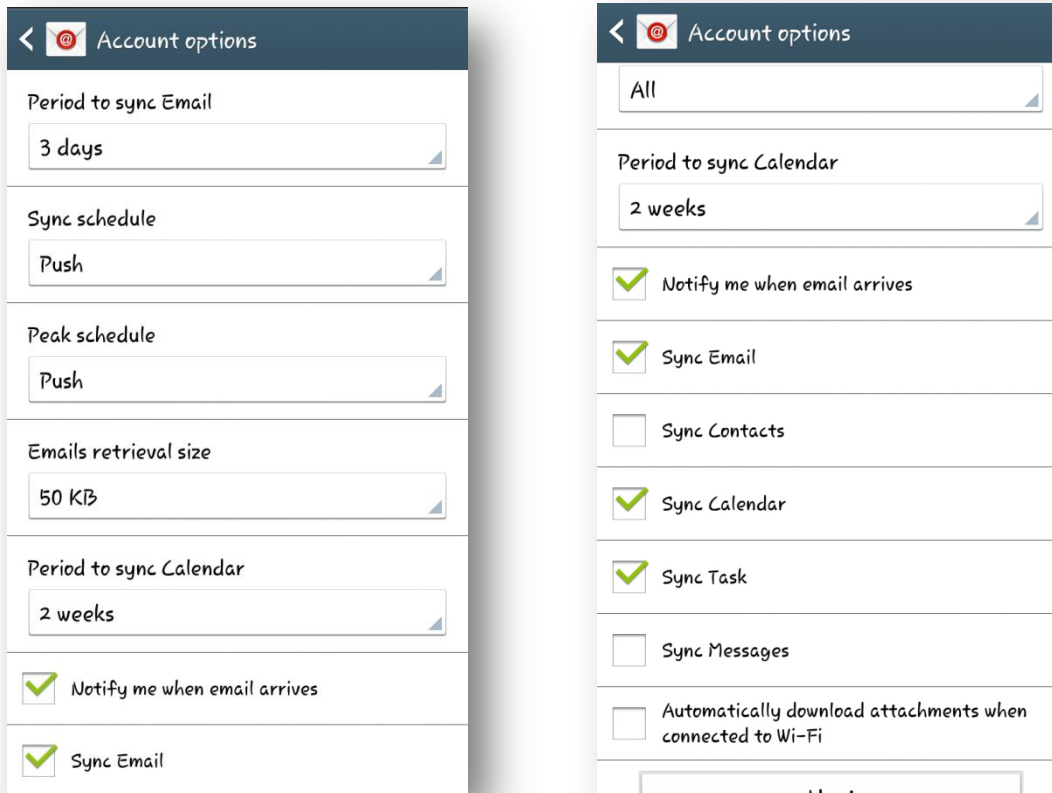 Account options
Period to sync Email
3 days
Sync schedule
Push
Peak schedule
Push
Emails retrieval size
50 KB
Period to sync Calendar
2 weeks
Notify me when email arrives
Sync Email
Account options
All
Period to sync Calendar
2 weeks
Notify me when email arrives
Sync Email
Sync Contacts
Sync Calendar
Sync Task
Sync Messages
Automatically download attachments when
connected to Wi-Fi